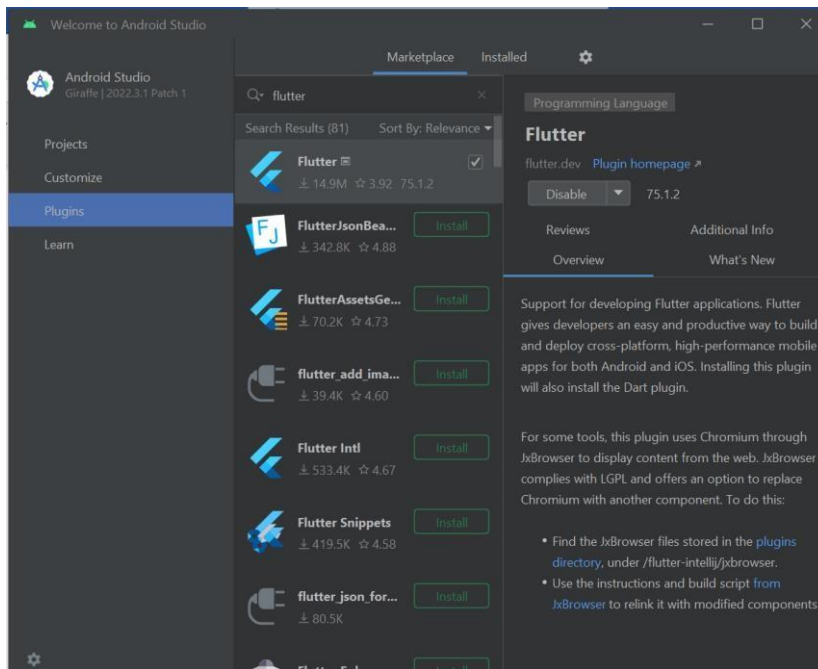 Welcome to Android Studio
Android Studio
Giraffe | 2022.3.1 Patch 1
Projects
Customize
Plugins
Learn
Marketplace
Installed
flutter
Search Results (81)
Sort By: Relevance
Flutter
14.9M 3.92 75.1.2
FJ
FlutterJsonBea...
Install
342.8K 4.88
FlutterAssetsGe...
Install
70.2K 4.73
flutter_add_ima...
Install
39.4K 4.60
Flutter Intl
Install
533.4K 4.67
Flutter Snippets
Install
419.5K 4.58
flutter_json_for...
Install
80.5K
Programming Language
Flutter
flutter.dev Plugin homepage ↗
Disable
75.1.2
Reviews
Additional Info
Overview
What's New
Support for developing Flutter applications. Flutter
gives developers an easy and productive way to build
and deploy cross-platform, high-performance mobile
apps for both Android and iOS. Installing this plugin
will also install the Dart plugin.
For some tools, this plugin uses Chromium through
JxBrowser to display content from the web. JxBrowser
complies with LGPL and offers an option to replace
Chromium with another component. To do this:
• Find the JxBrowser files stored in the plugins
directory, under /flutter-intellij/jxbrowser.
• Use the instructions and build script from
JxBrowser to relink it with modified components